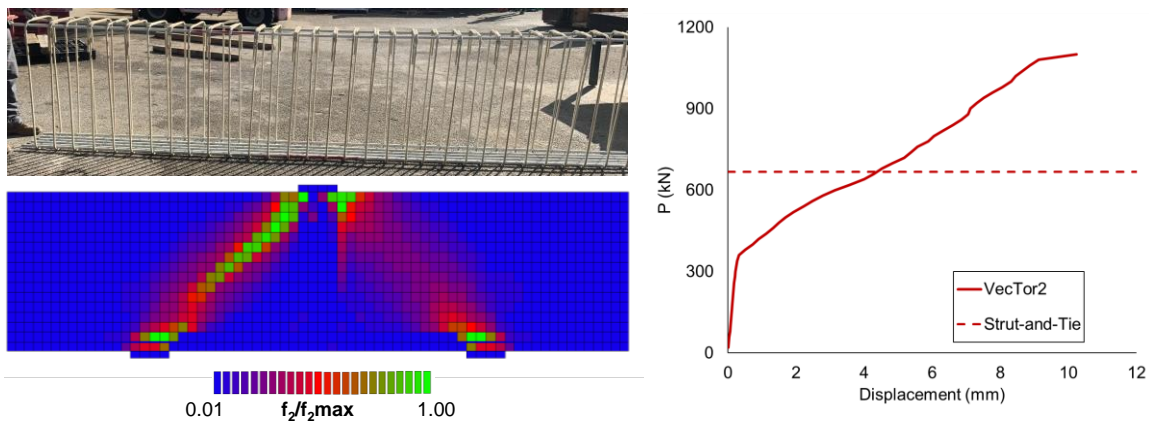 0.01
f2/f2max
1.00
1200
900
600
300
0
P (kN)
VecTor2
Strut-and-Tie
0
2
4
6
8
10
12
Displacement (mm)